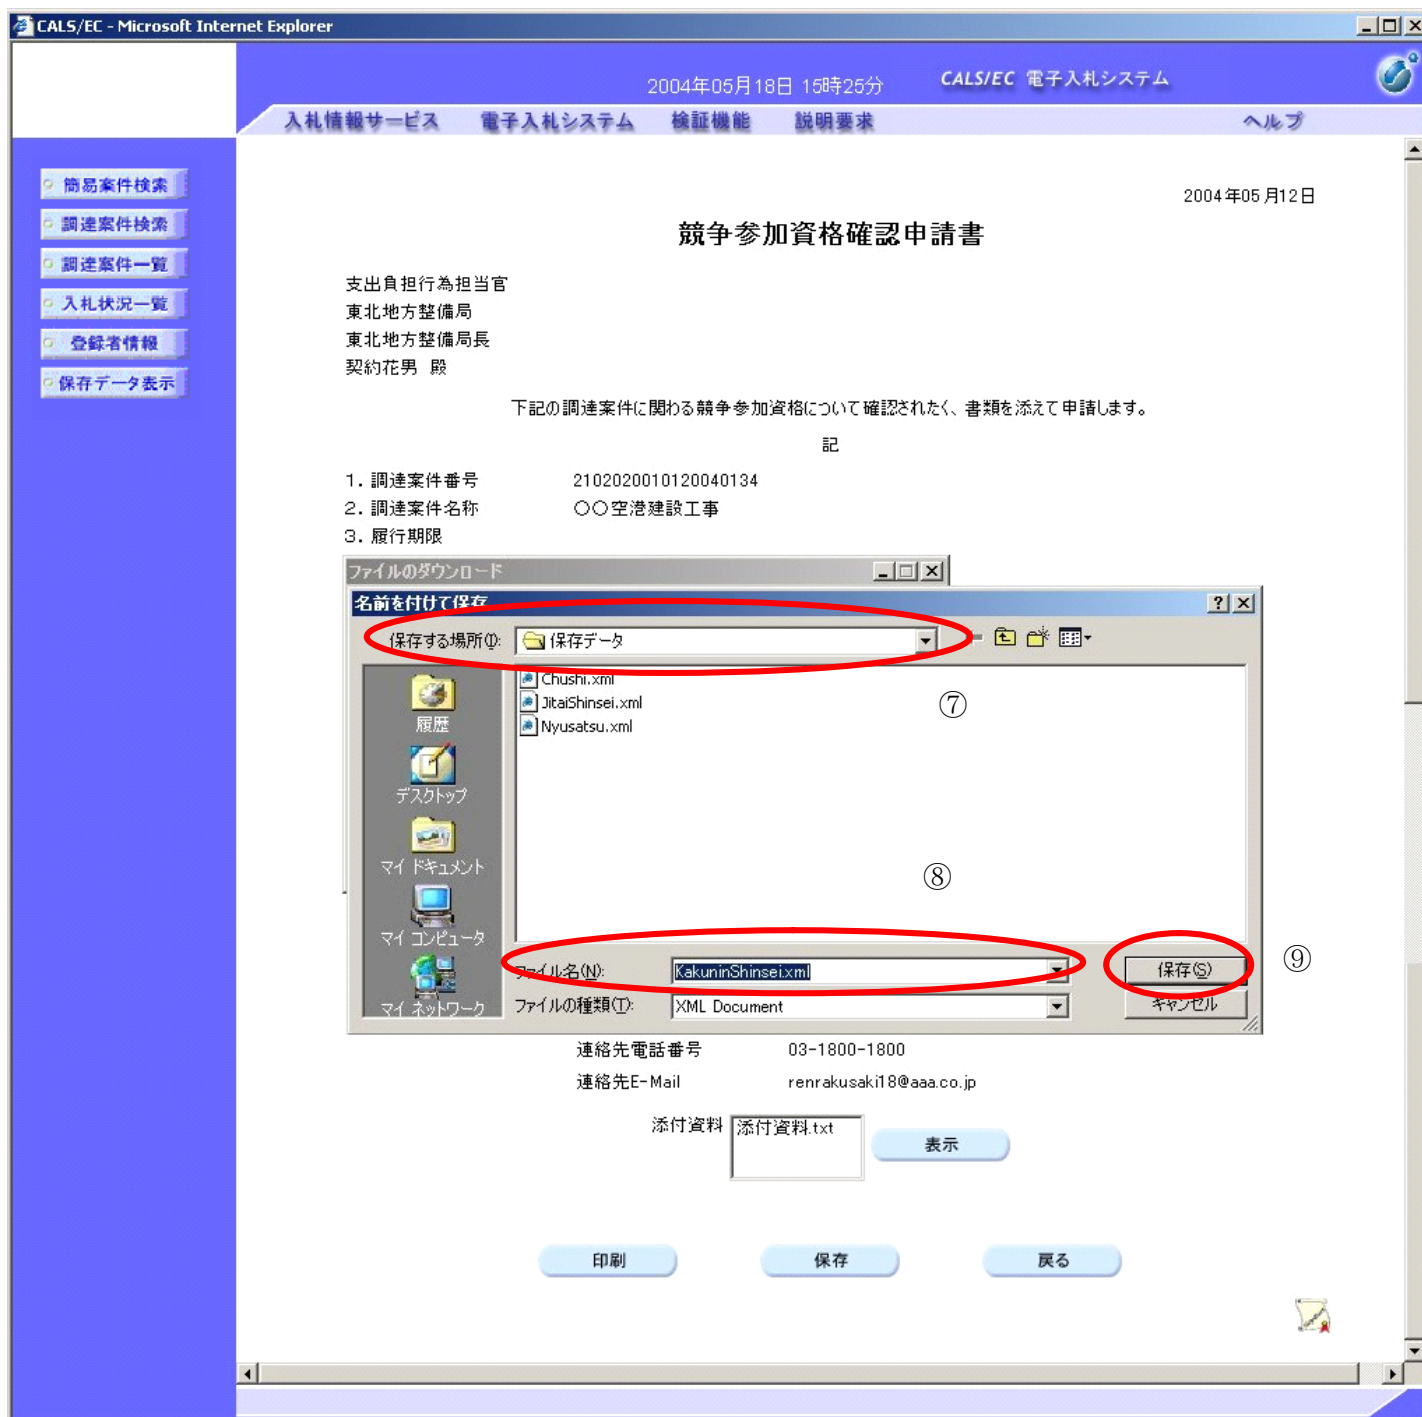 CALS/EC - Microsoft Internet Explorer
2004年05月18日 15時25分
CALS/EC 電子入札システム
入札情報サービス 電子入札システム 検証機能 説明要求 ヘルプ
簡易案件検索
調達案件検索
調達案件一覧
入札状況一覧
登録者情報
保存データ表示
2004年05月12日
競争参加資格確認申請書
支出負担行為担当官
東北地方整備局
東北地方整備局長
契約花男 殿
下記の調達案件に関わる競争参加資格について確認されたく、書類を添えて申請します。
記
1. 調達案件番号 2102020010120040134
2. 調達案件名称 〇〇空港建設工事
3. 履行期限
ファイルのダウンロード
名前を付けて保存
保存する場所(I): 保存データ
Chushi.xml
JitaiShinsei.xml
Nyusatsu.xml
⑦
履歴
デスクトップ
マイ ドキュメント
マイ コンピュータ
マイ ネットワーク
⑧
ファイル名(N): KakuninShinsei.xml 保存(S)
⑨
ファイルの種類(T): XML Document キャンセル
連絡先電話番号 03-1800-1800
連絡先E-Mail renrakusaki18@aaa.co.jp
添付資料 添付資料.txt 表示
印刷 保存 戻る